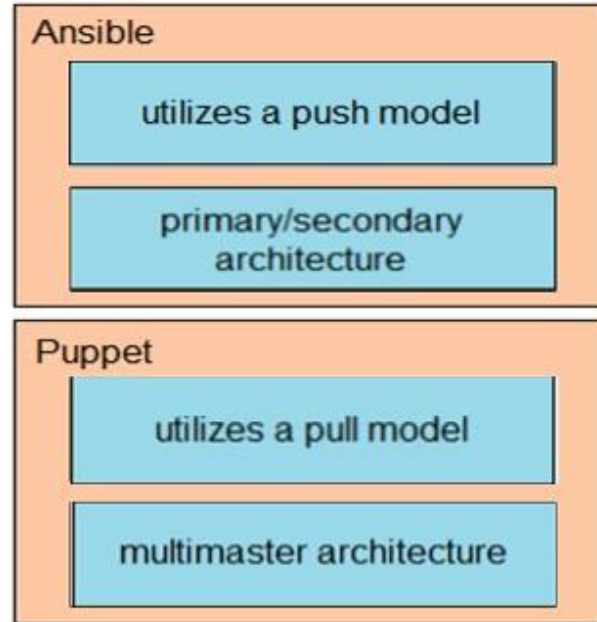 Ansible
utilizes a push model
primary/secondary
architecture
Puppet
utilizes a pull model
multimaster architecture